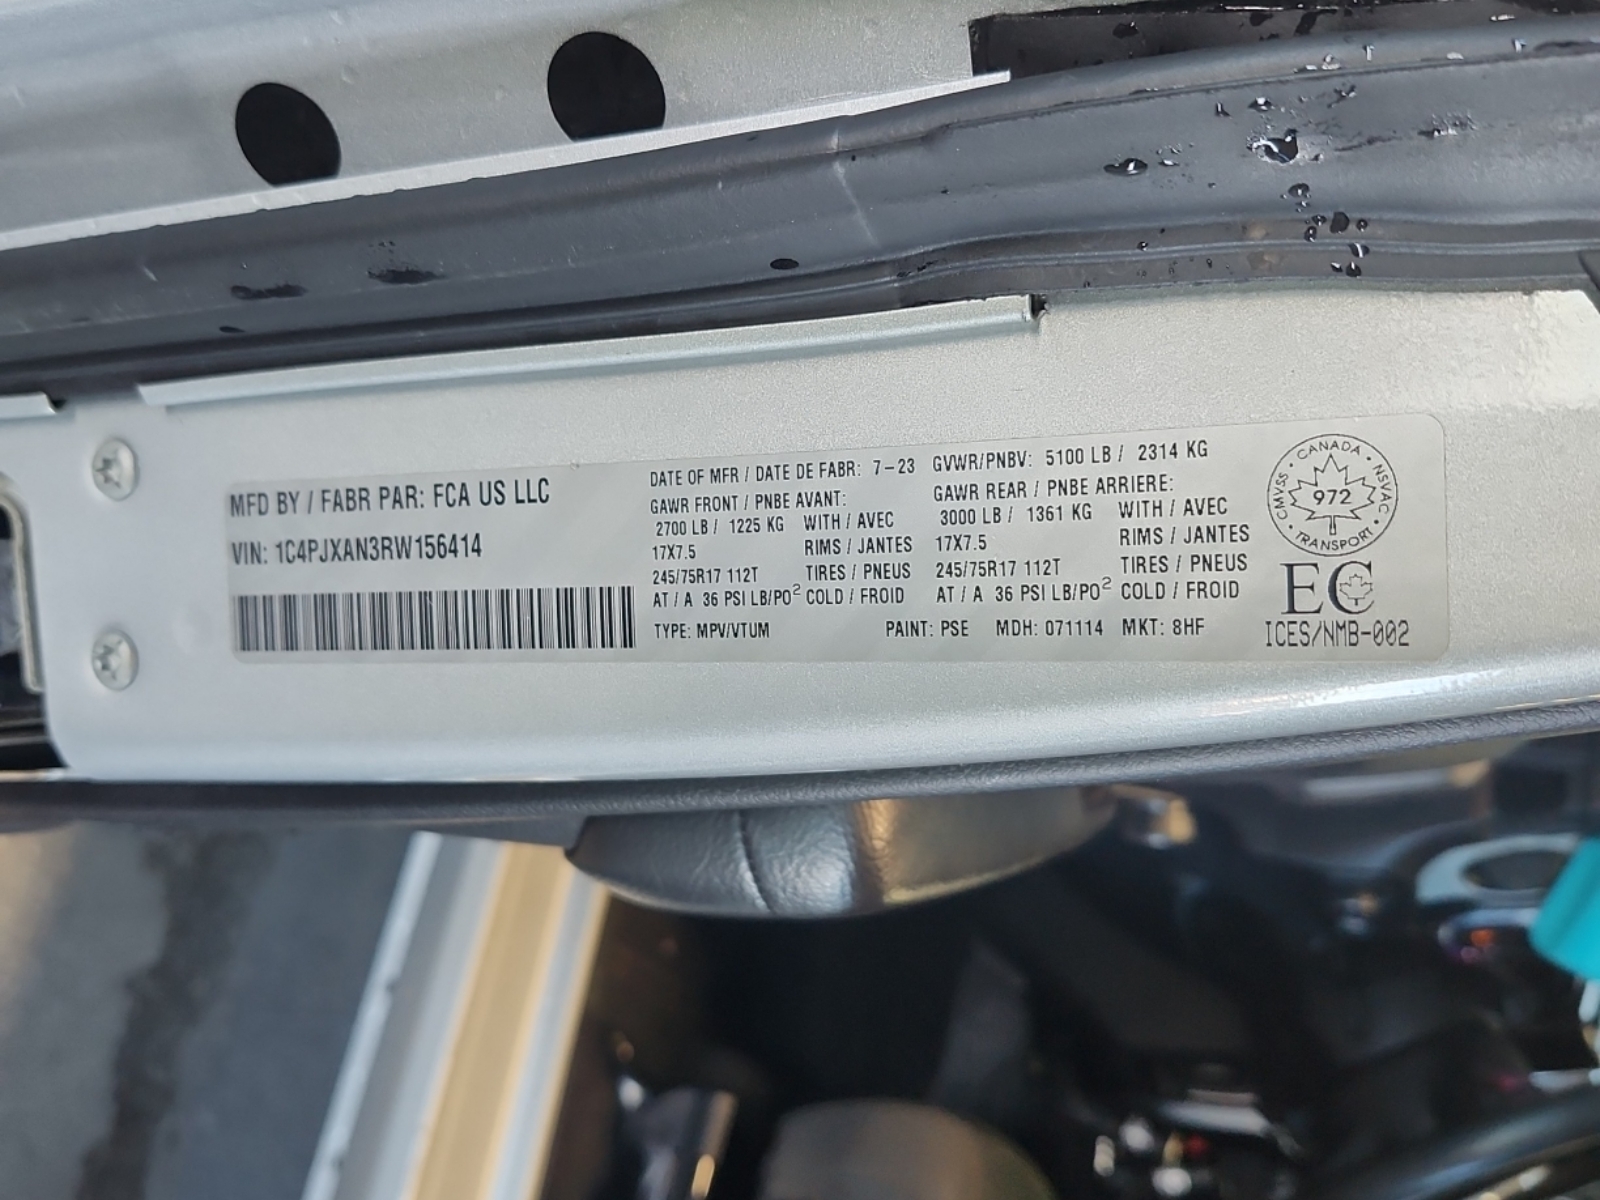 MFD BY / FABR PAR: FCA US LLC
VIN: 1C4PJXAN3RW156414
DATE OF MFR / DATE DE FABR: 7-23 GVWR/PNBV: 5100 LB / 2314 KG
GAWR FRONT / PNBE AVANT: GAWR REAR / PNBE ARRIERE:
2700 LB / 1225 KG WITH / AVEC 3000 LB / 1361 KG WITH / AVEC
17X7.5 RIMS / JANTES 17X7.5 RIMS / JANTES
245/75R17 112T TIRES / PNEUS 245/75R17 112T TIRES / PNEUS
AT / A 36 PSI LB/PO² COLD / FROID AT / A 36 PSI LB/PO² COLD / FROID
TYPE: MPV/VTUM PAINT: PSE MDH: 071114 MKT: 8HF
CANADA · NSVAC · TRANSPORT · CMVSS ·
972
EC
ICES/NMB-002